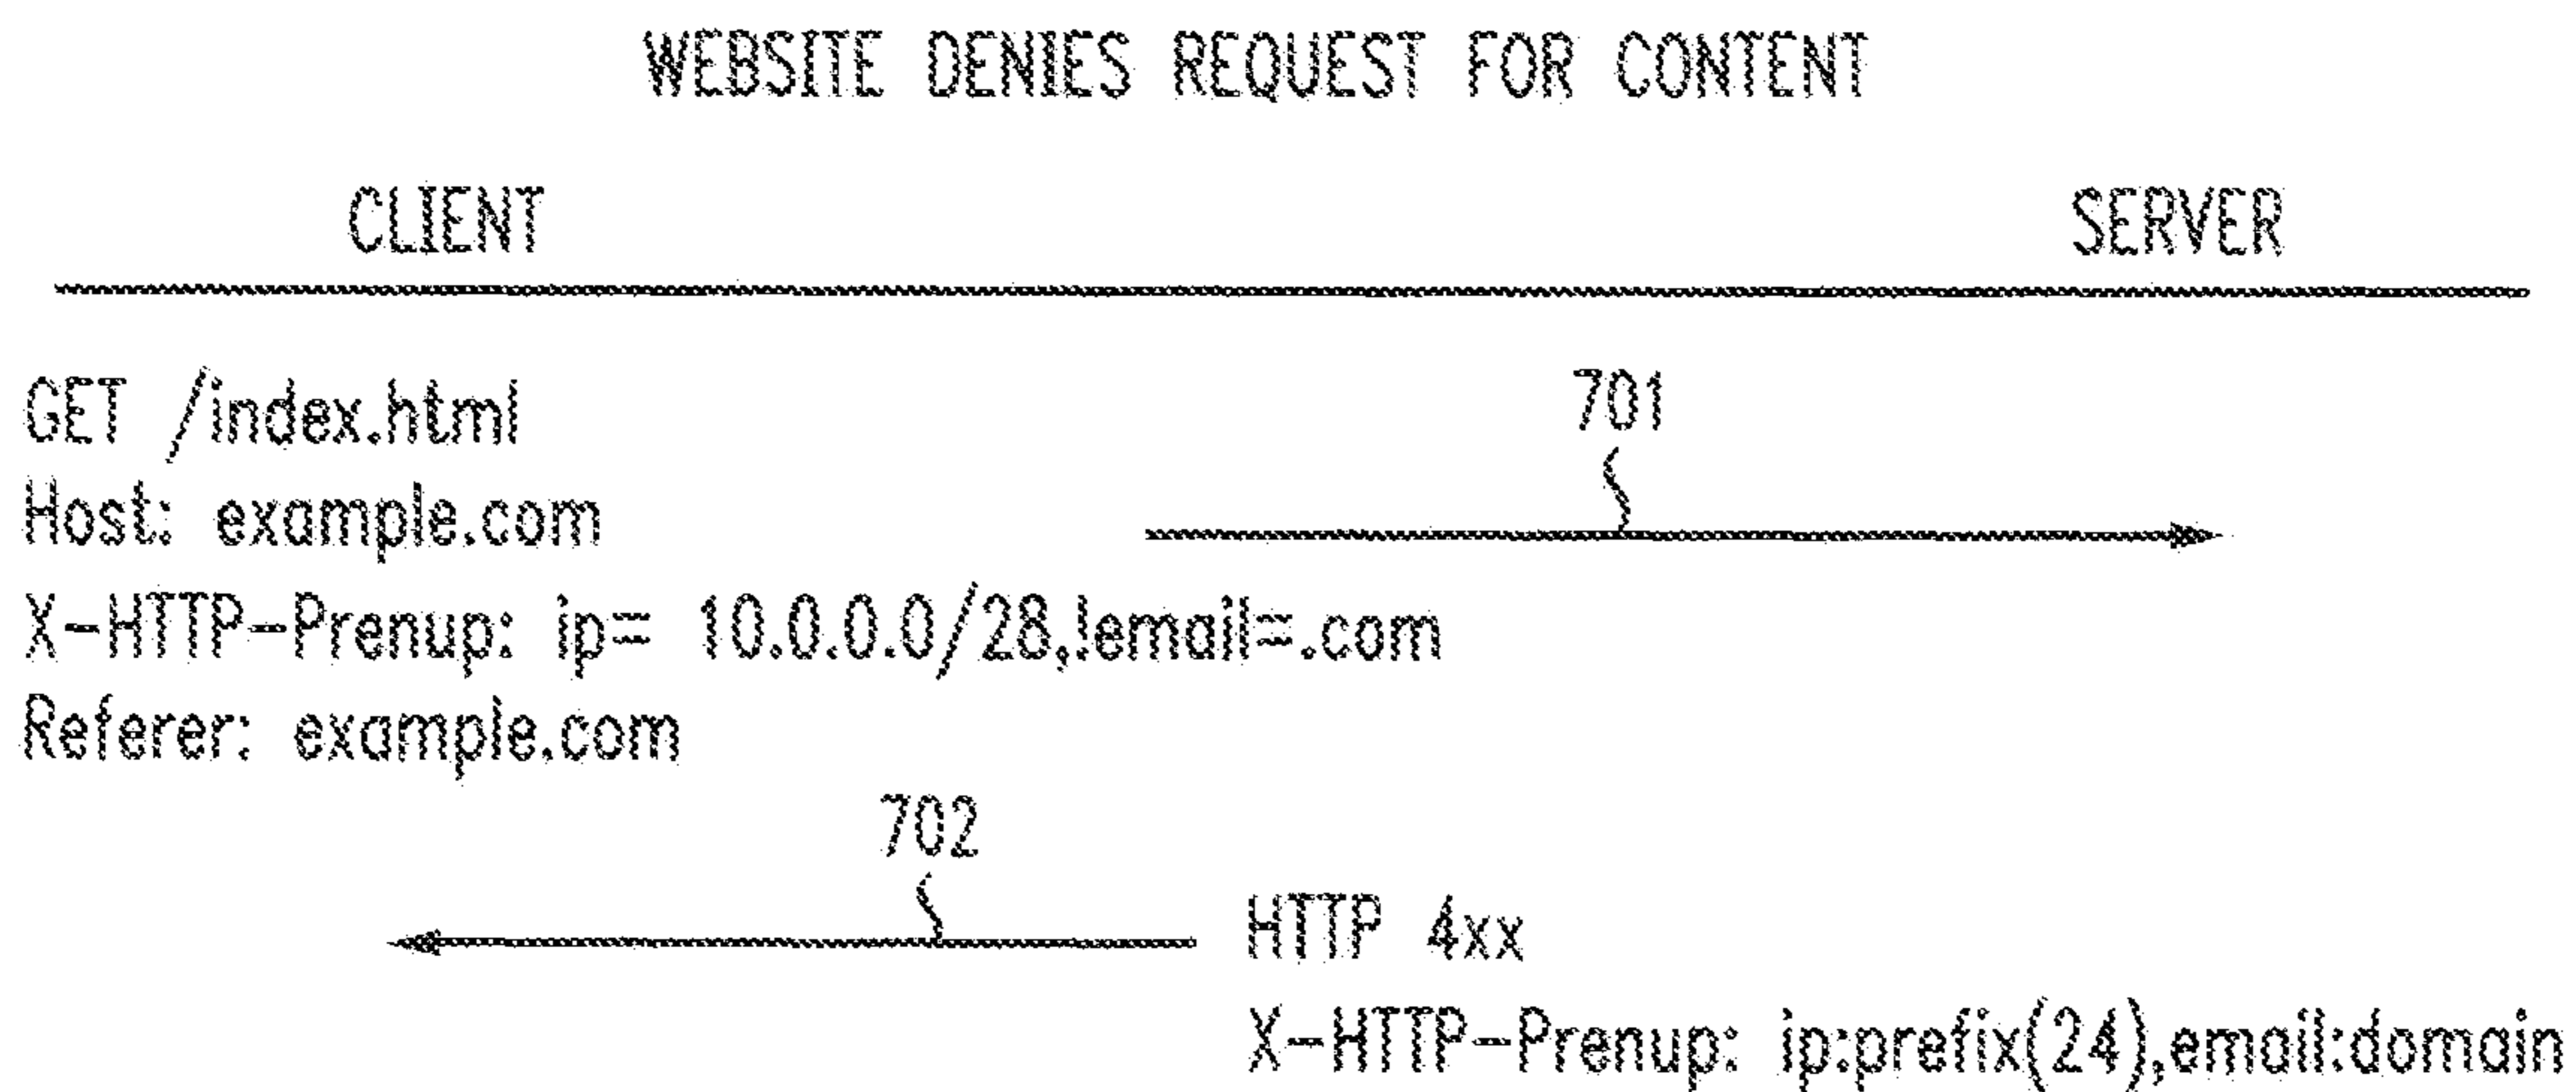 WEBSITE DENIES REQUEST FOR CONTENT
CLIENT SERVER
GET /index.html
701
Host: example.com
X-HTTP-Prenup: ip= 10.0.0.0/28,!email=.com
Referer: example.com
702
HTTP 4xx
X-HTTP-Prenup: ip:prefix(24),email:domain